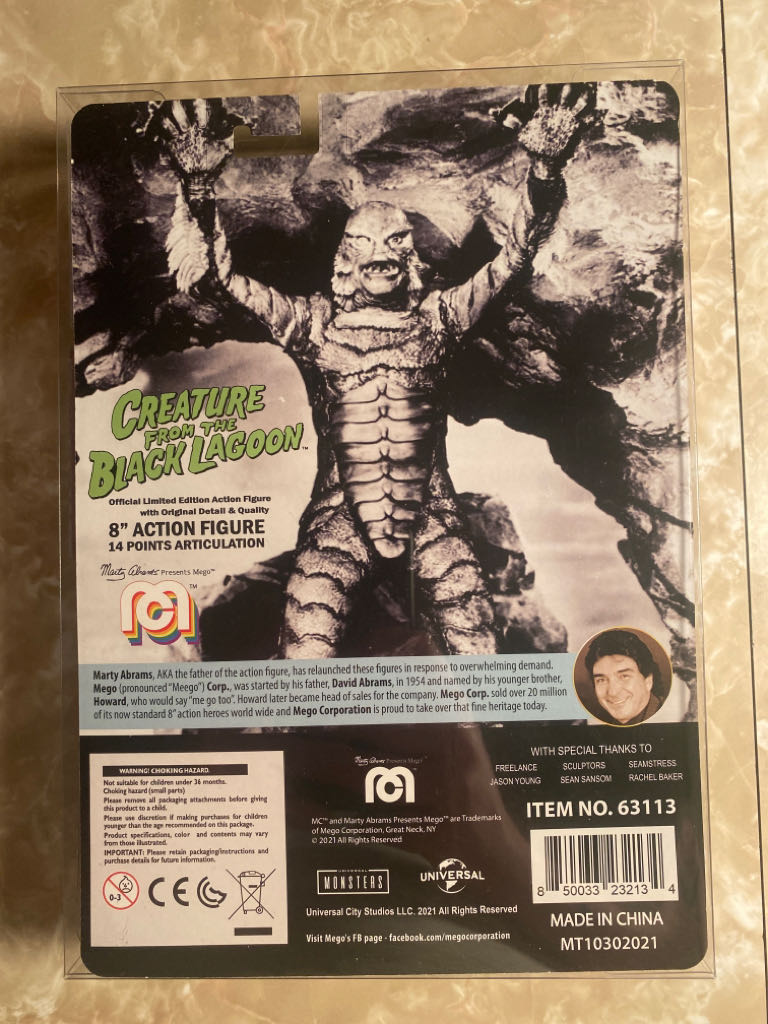 CREATURE
FROM THE
BLACK LAGOON™
Official Limited Edition Action Figure
with Original Detail & Quality
8” ACTION FIGURE
14 POINTS ARTICULATION
Marty Abrams Presents Mego™
TM
Marty Abrams, AKA the father of the action figure, has relaunched these figures in response to overwhelming demand.
Mego (pronounced “Meego”) Corp., was started by his father, David Abrams, in 1954 and named by his younger brother,
Howard, who would say “me go too”. Howard later became head of sales for the company. Mego Corp. sold over 20 million
of its now standard 8” action heroes world wide and Mego Corporation is proud to take over that fine heritage today.
WARNING! CHOKING HAZARD.
Not suitable for children under 36 months.
Choking hazard (small parts)
Please remove all packaging attachments before giving
this product to a child.
Please use discretion if making purchases for children
younger than the age recommended on this package.
Product specifications, color and contents may vary
from those illustrated.
IMPORTANT: Please retain packaging/instructions and
purchase details for future information.
0-3
CE
Marty Abrams Presents Mego™
MC™ and Marty Abrams Presents Mego™ are Trademarks
of Mego Corporation, Great Neck, NY
© 2021 All Rights Reserved
UNIVERSAL
MONSTERS
UNIVERSAL
Universal City Studios LLC. 2021 All Rights Reserved
Visit Mego's FB page - facebook.com/megocorporation
WITH SPECIAL THANKS TO
FREELANCE SCULPTORS SEAMSTRESS
JASON YOUNG SEAN SANSOM RACHEL BAKER
ITEM NO. 63113
8 50033 23213 4
MADE IN CHINA
MT10302021